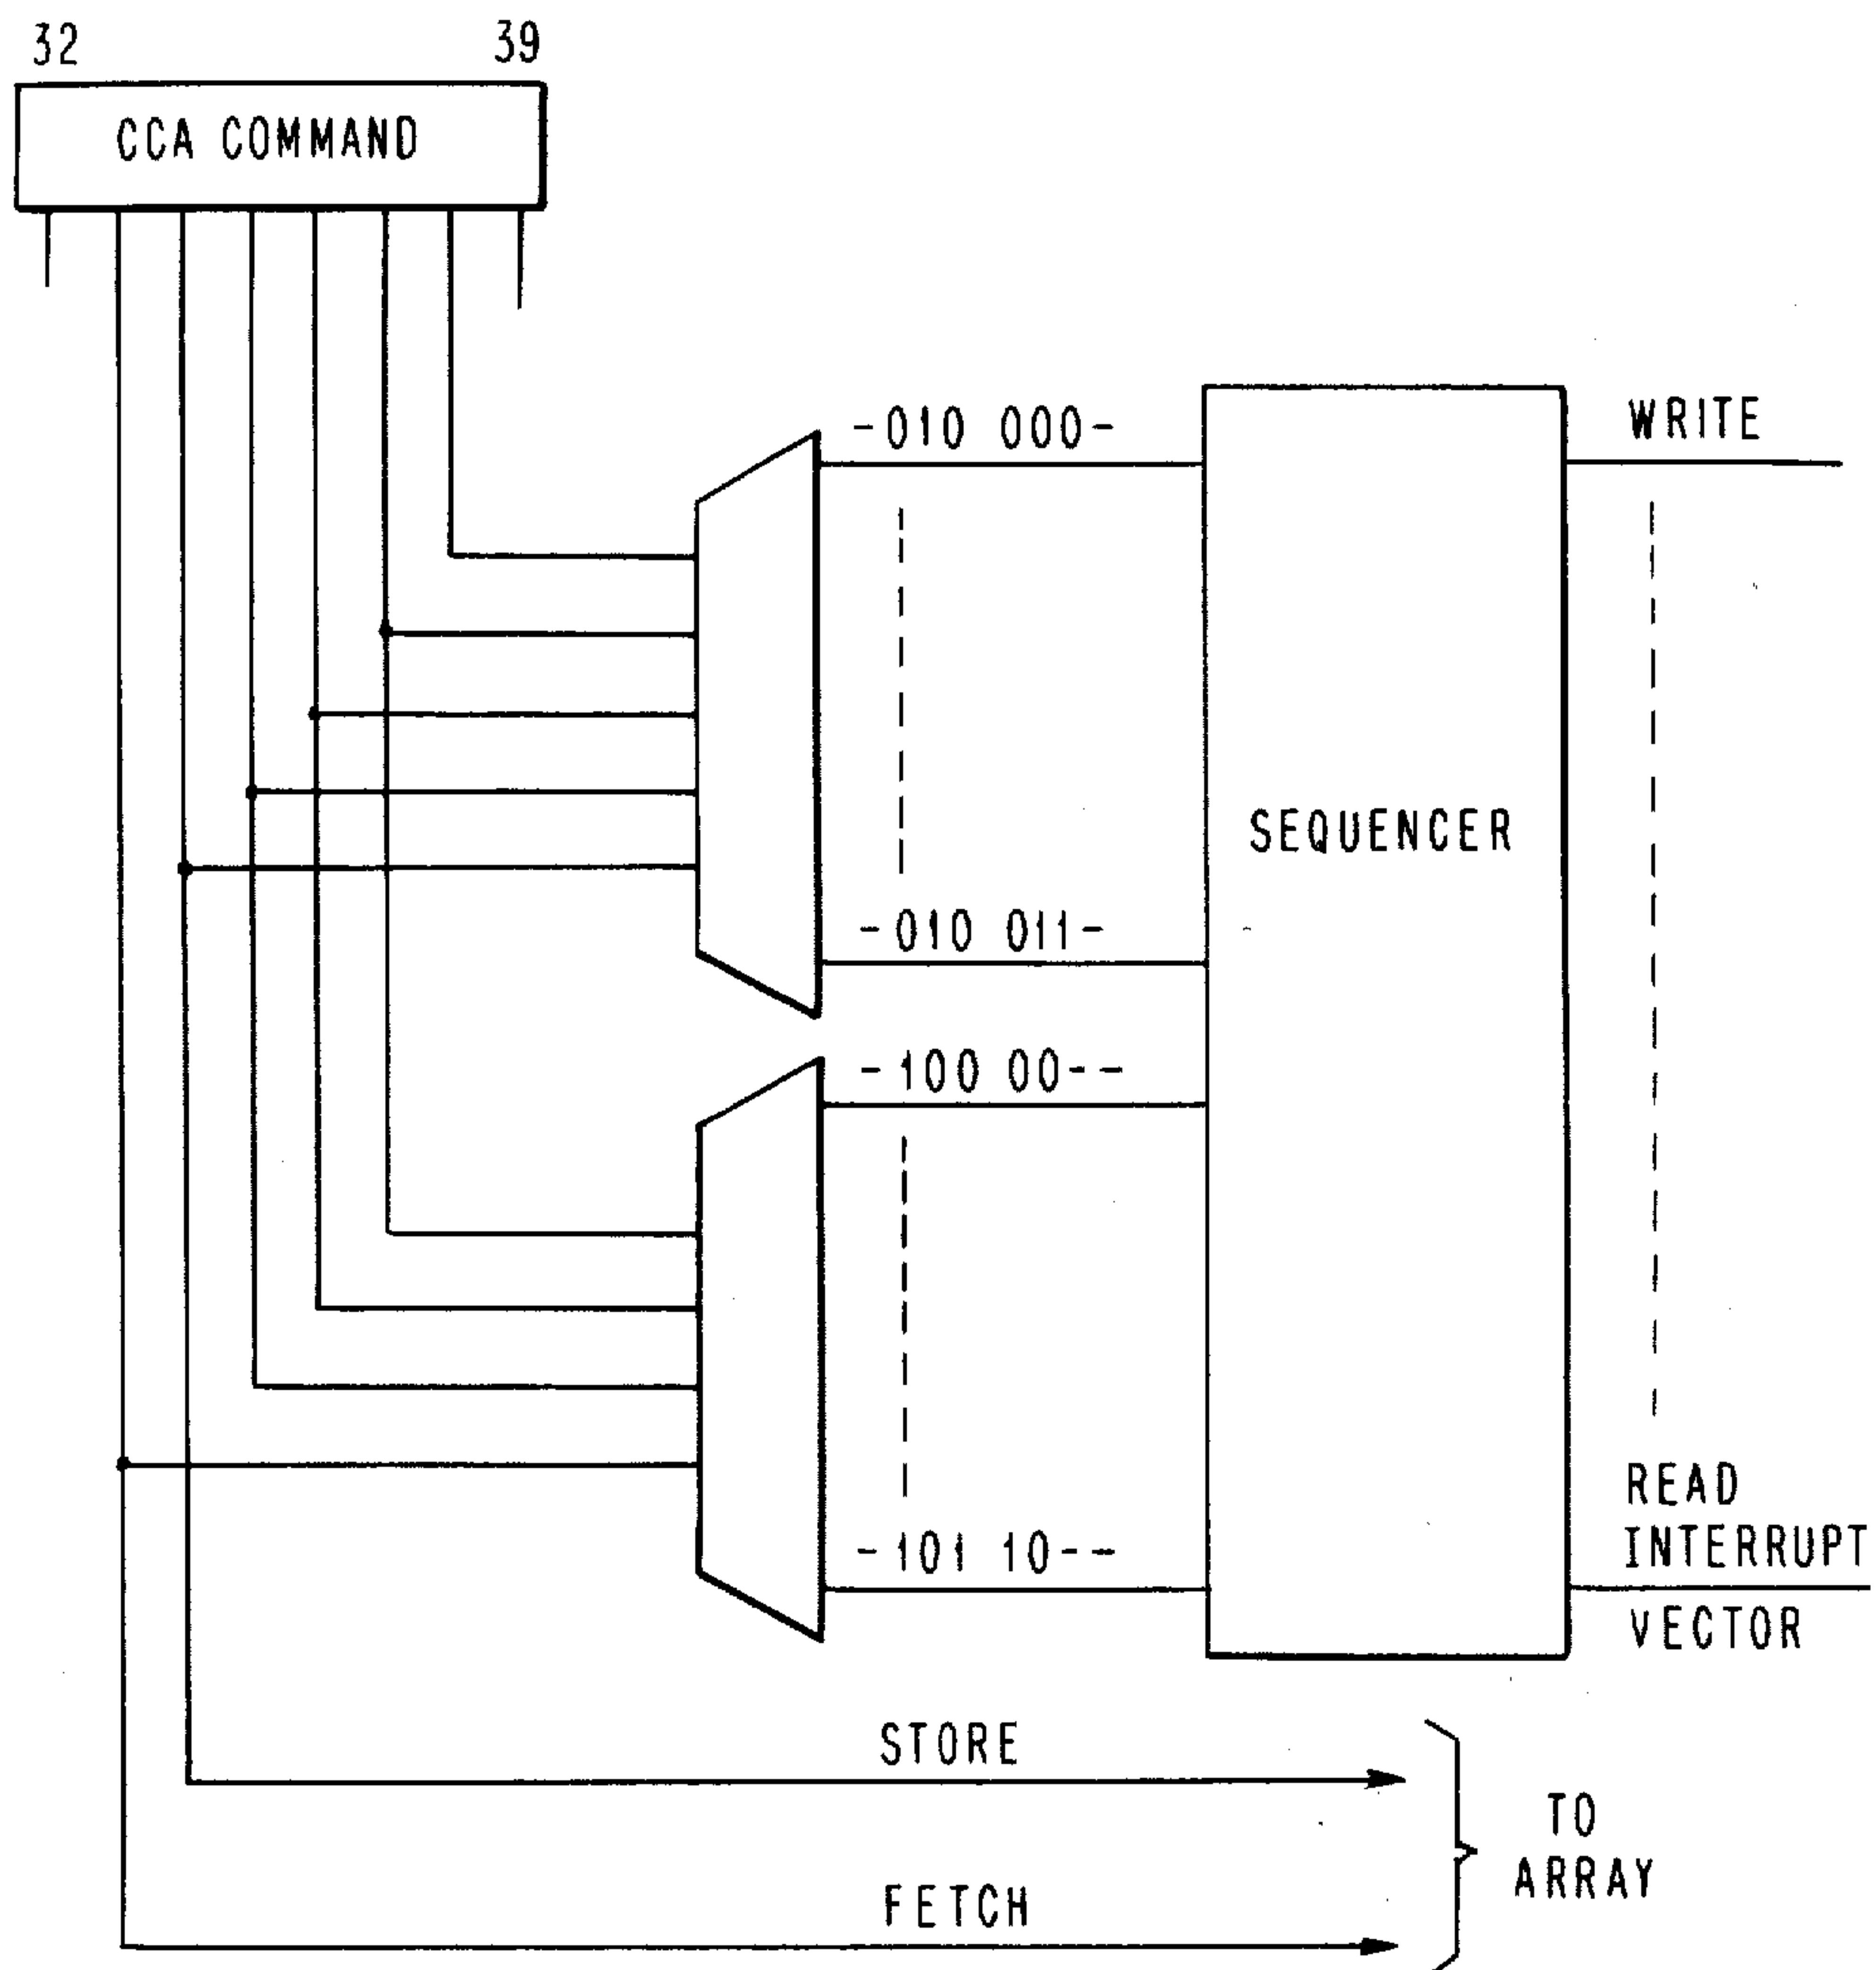 32 39
CCA COMMAND
-010 000-
WRITE
SEQUENCER
-010 011-
-100 00--
READ
INTERRUPT
-101 10--
VECTOR
STORE
TO
ARRAY
FETCH